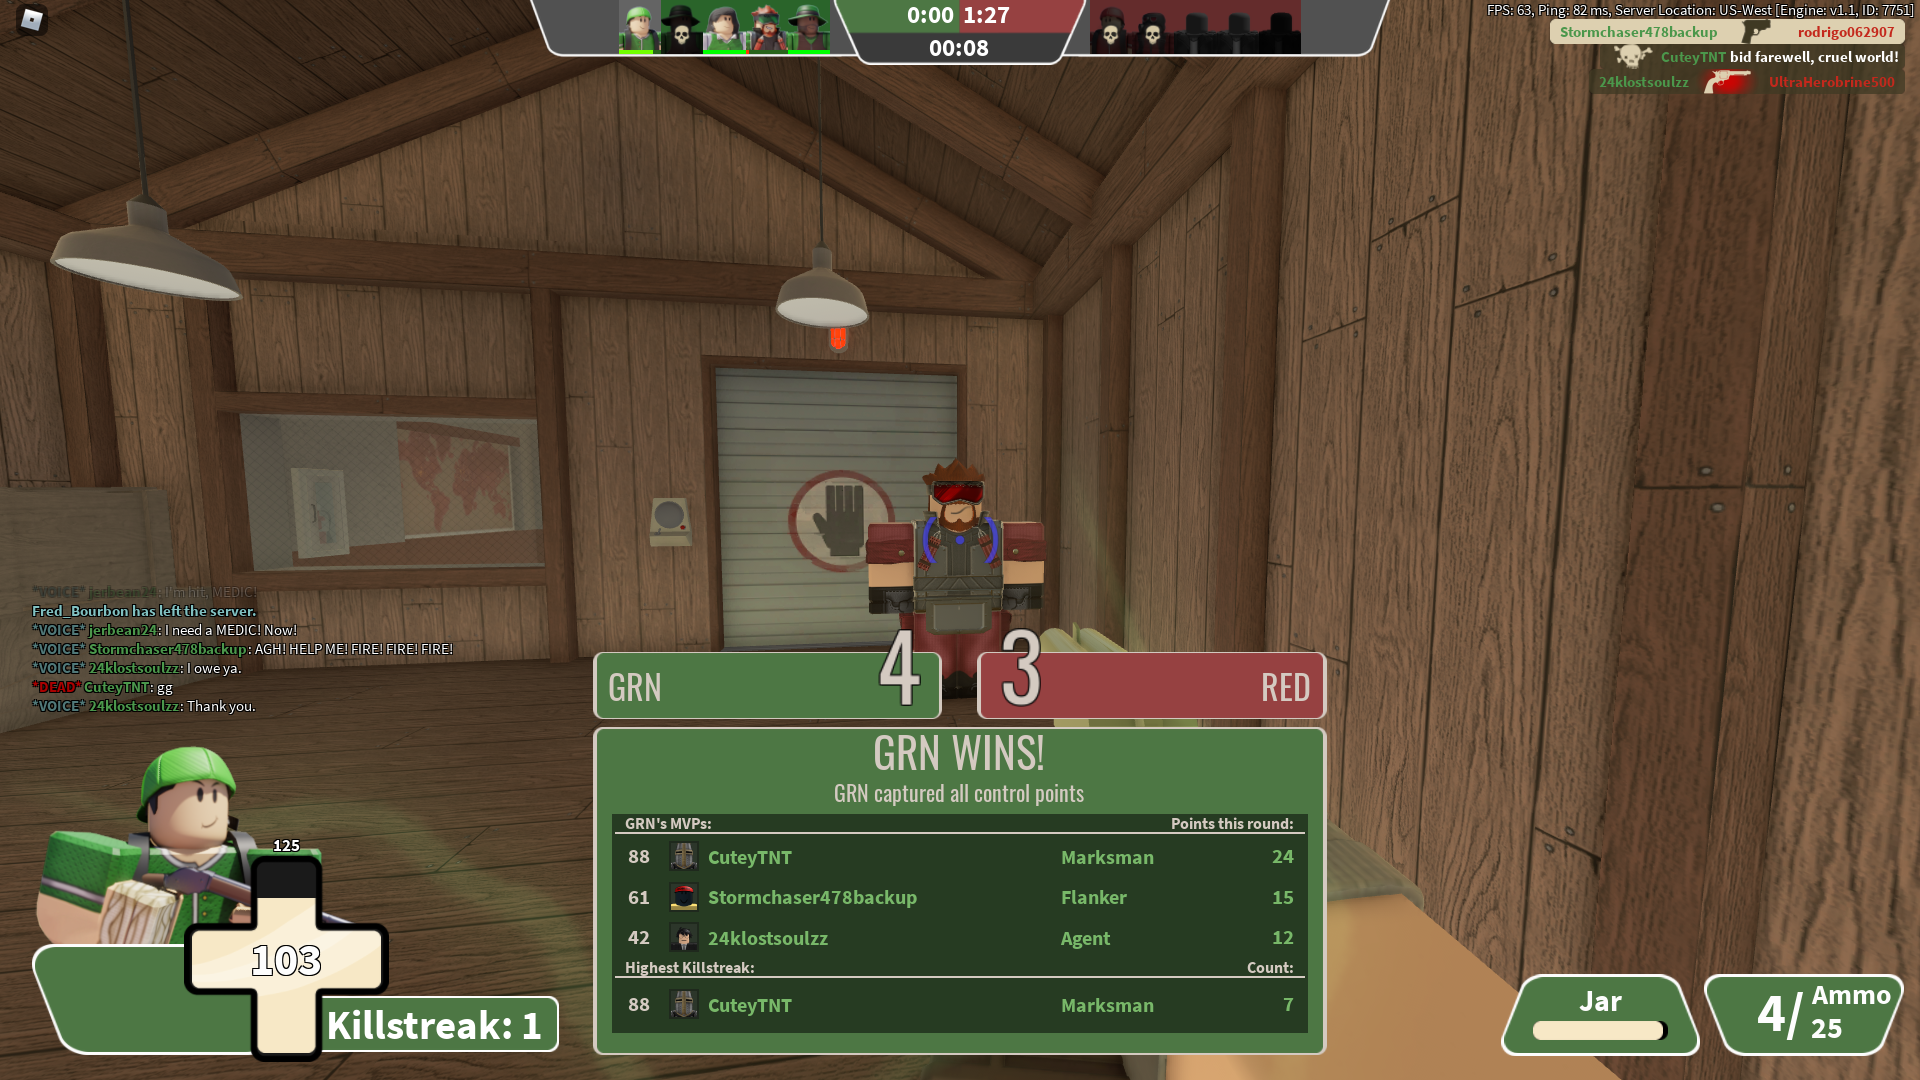 0:00 1:27
00:08
FPS: 63, Ping: 82 ms, Server Location: US-West [Engine: v1.1, ID: 7751]
Stormchaser478backup rodrigo062907
CuteyTNT bid farewell, cruel world!
24klostsoulzz UltraHerobrine500
*VOICE* jerbean24: I'm hit, MEDIC!
Fred_Bourbon has left the server.
*VOICE* jerbean24: I need a MEDIC! Now!
*VOICE* Stormchaser478backup: AGH! HELP ME! FIRE! FIRE! FIRE!
*VOICE* 24klostsoulzz: I owe ya.
*DEAD* CuteyTNT: gg
*VOICE* 24klostsoulzz: Thank you.
GRN 4 3 RED
GRN WINS!
GRN captured all control points
GRN's MVPs: Points this round:
88 CuteyTNT Marksman 24
61 Stormchaser478backup Flanker 15
42 24klostsoulzz Agent 12
Highest Killstreak: Count:
88 CuteyTNT Marksman 7
125
103
Killstreak: 1
Jar
4/ Ammo
25